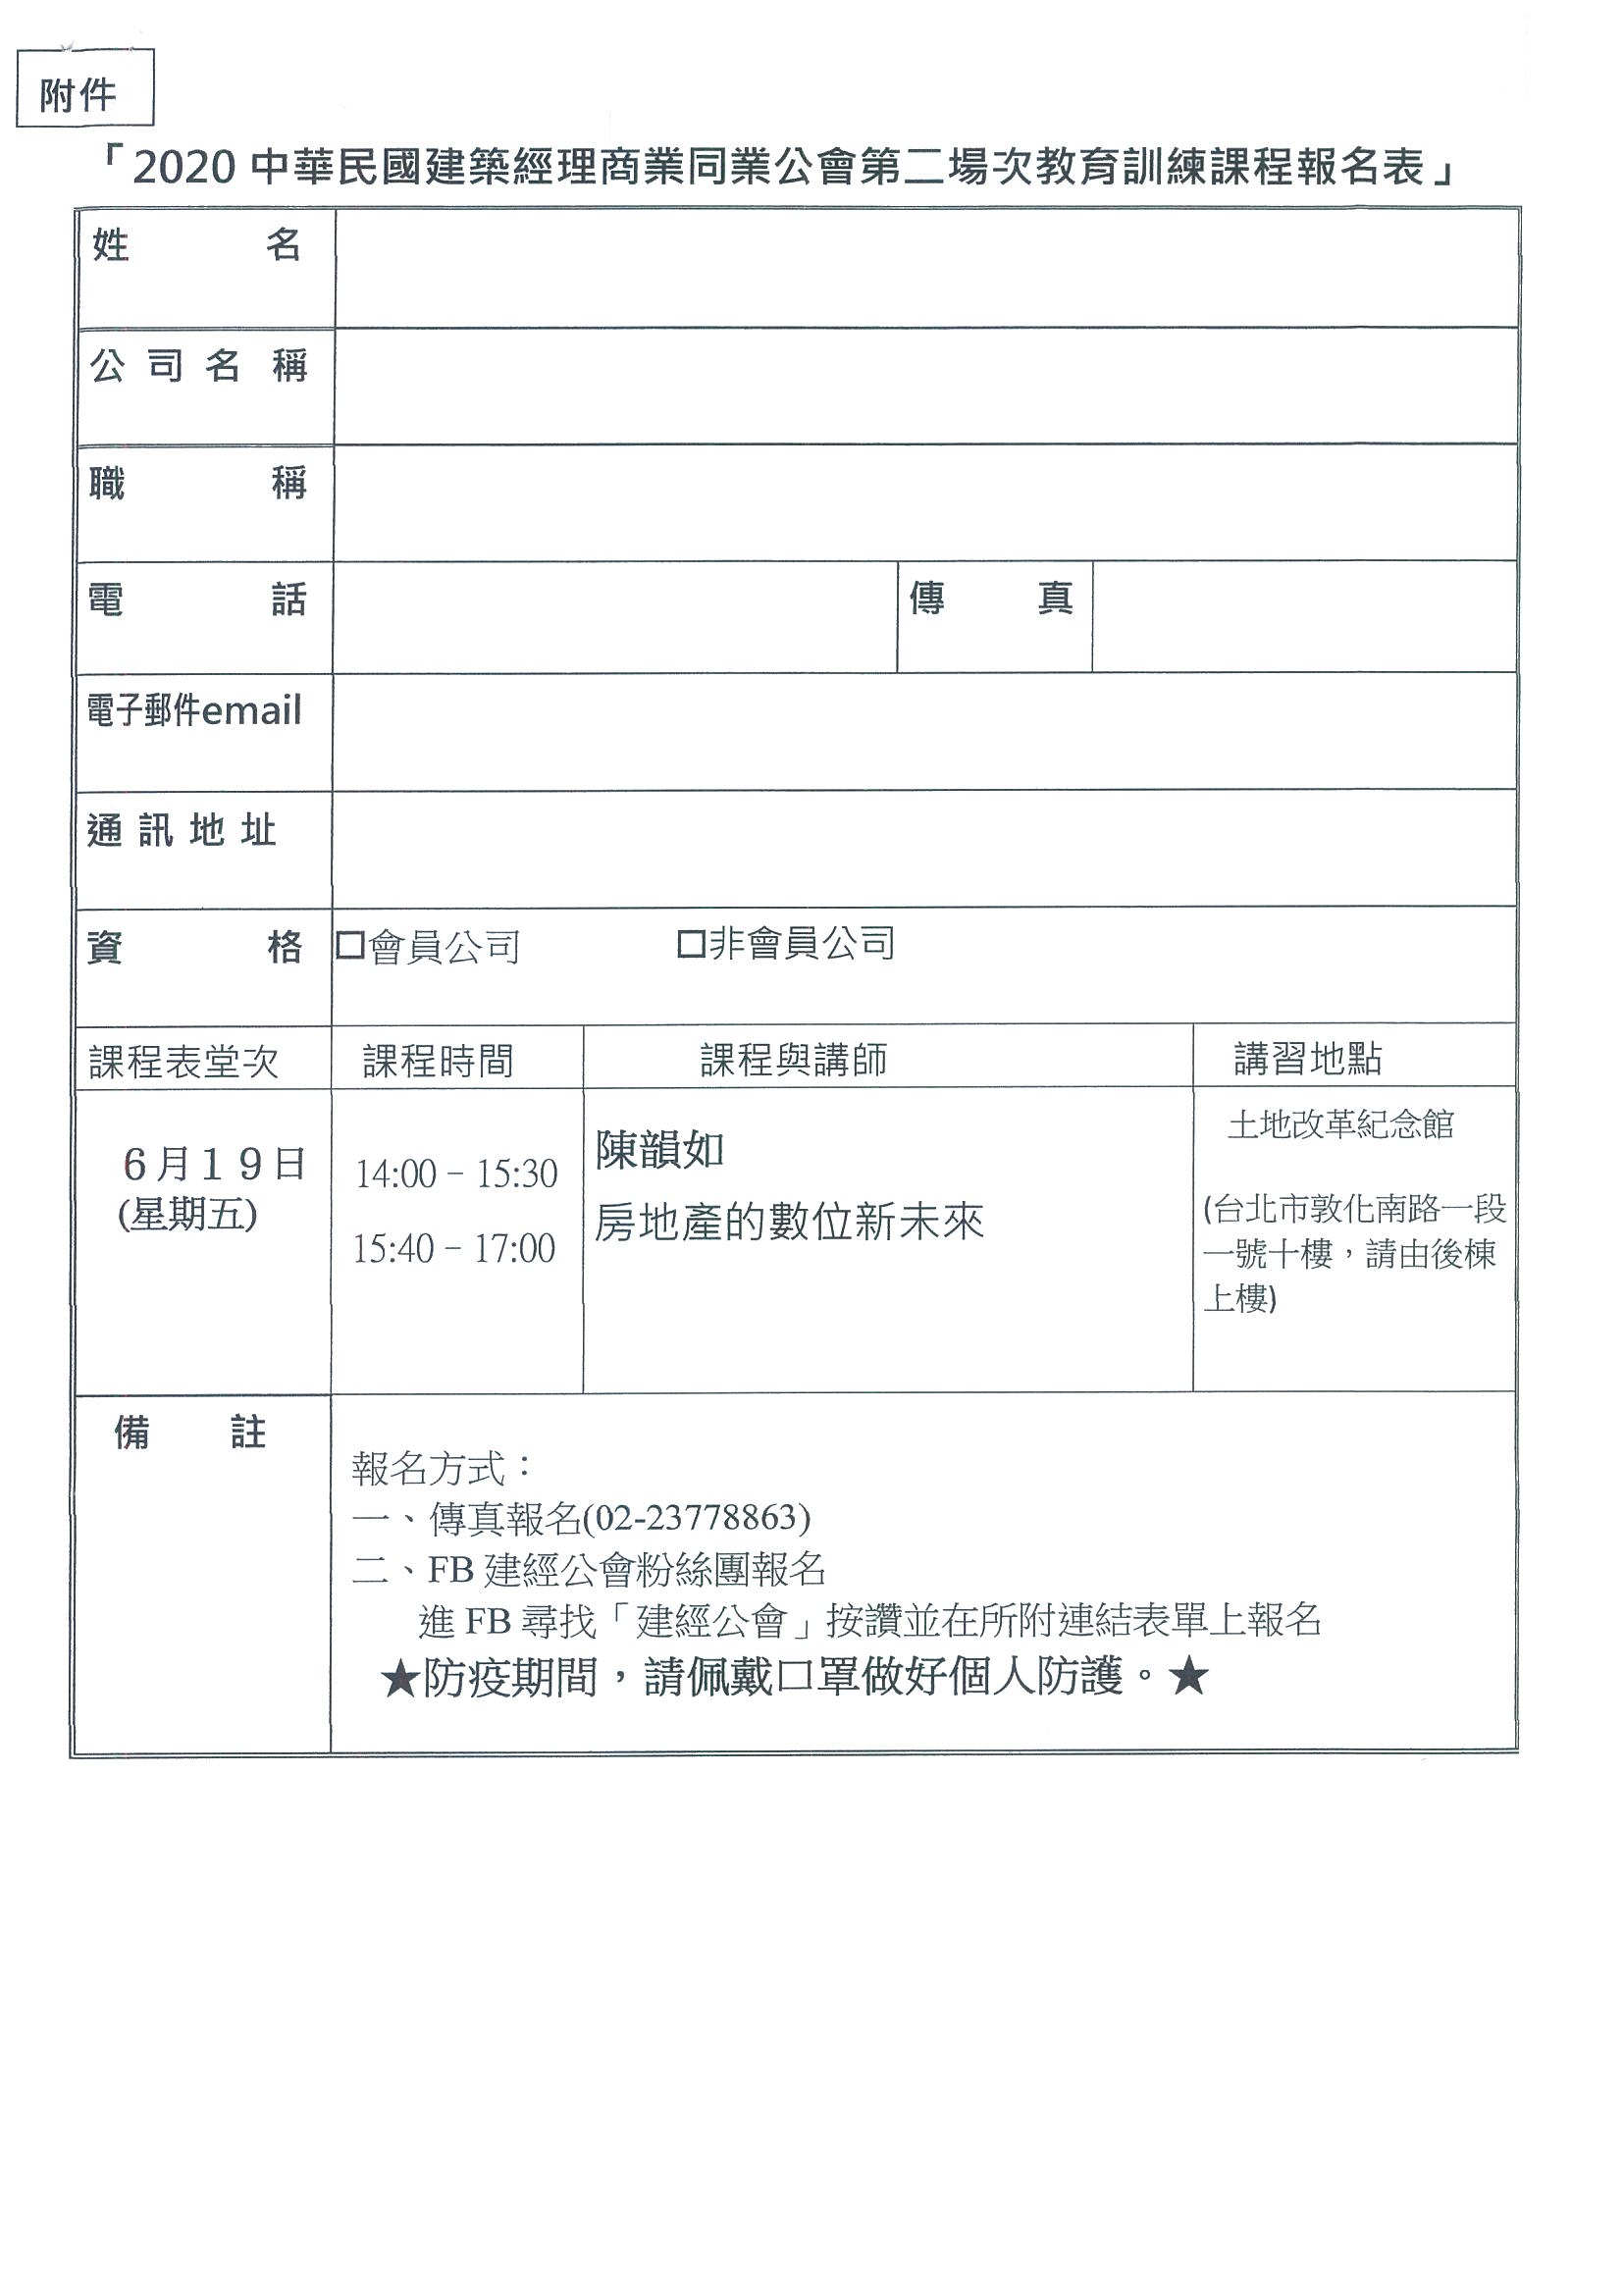 附件
「2020 中華民國建築經理商業同業公會第二場次教育訓練課程報名表」
姓 名
公 司 名 稱
職 稱
電 話 傳 真
電子郵件email
通 訊 地 址
資 格 □會員公司 □非會員公司
課程表堂次 課程時間 課程與講師 講習地點
6月19日
(星期五)
14:00－15:30
15:40－17:00
陳韻如
房地產的數位新未來
土地改革紀念館
(台北市敦化南路一段
一號十樓，請由後棟
上樓)
備 註
報名方式：
一、傳真報名(02-23778863)
二、FB 建經公會粉絲團報名
進 FB 尋找「建經公會」按讚並在所附連結表單上報名
★防疫期間，請佩戴口罩做好個人防護。★